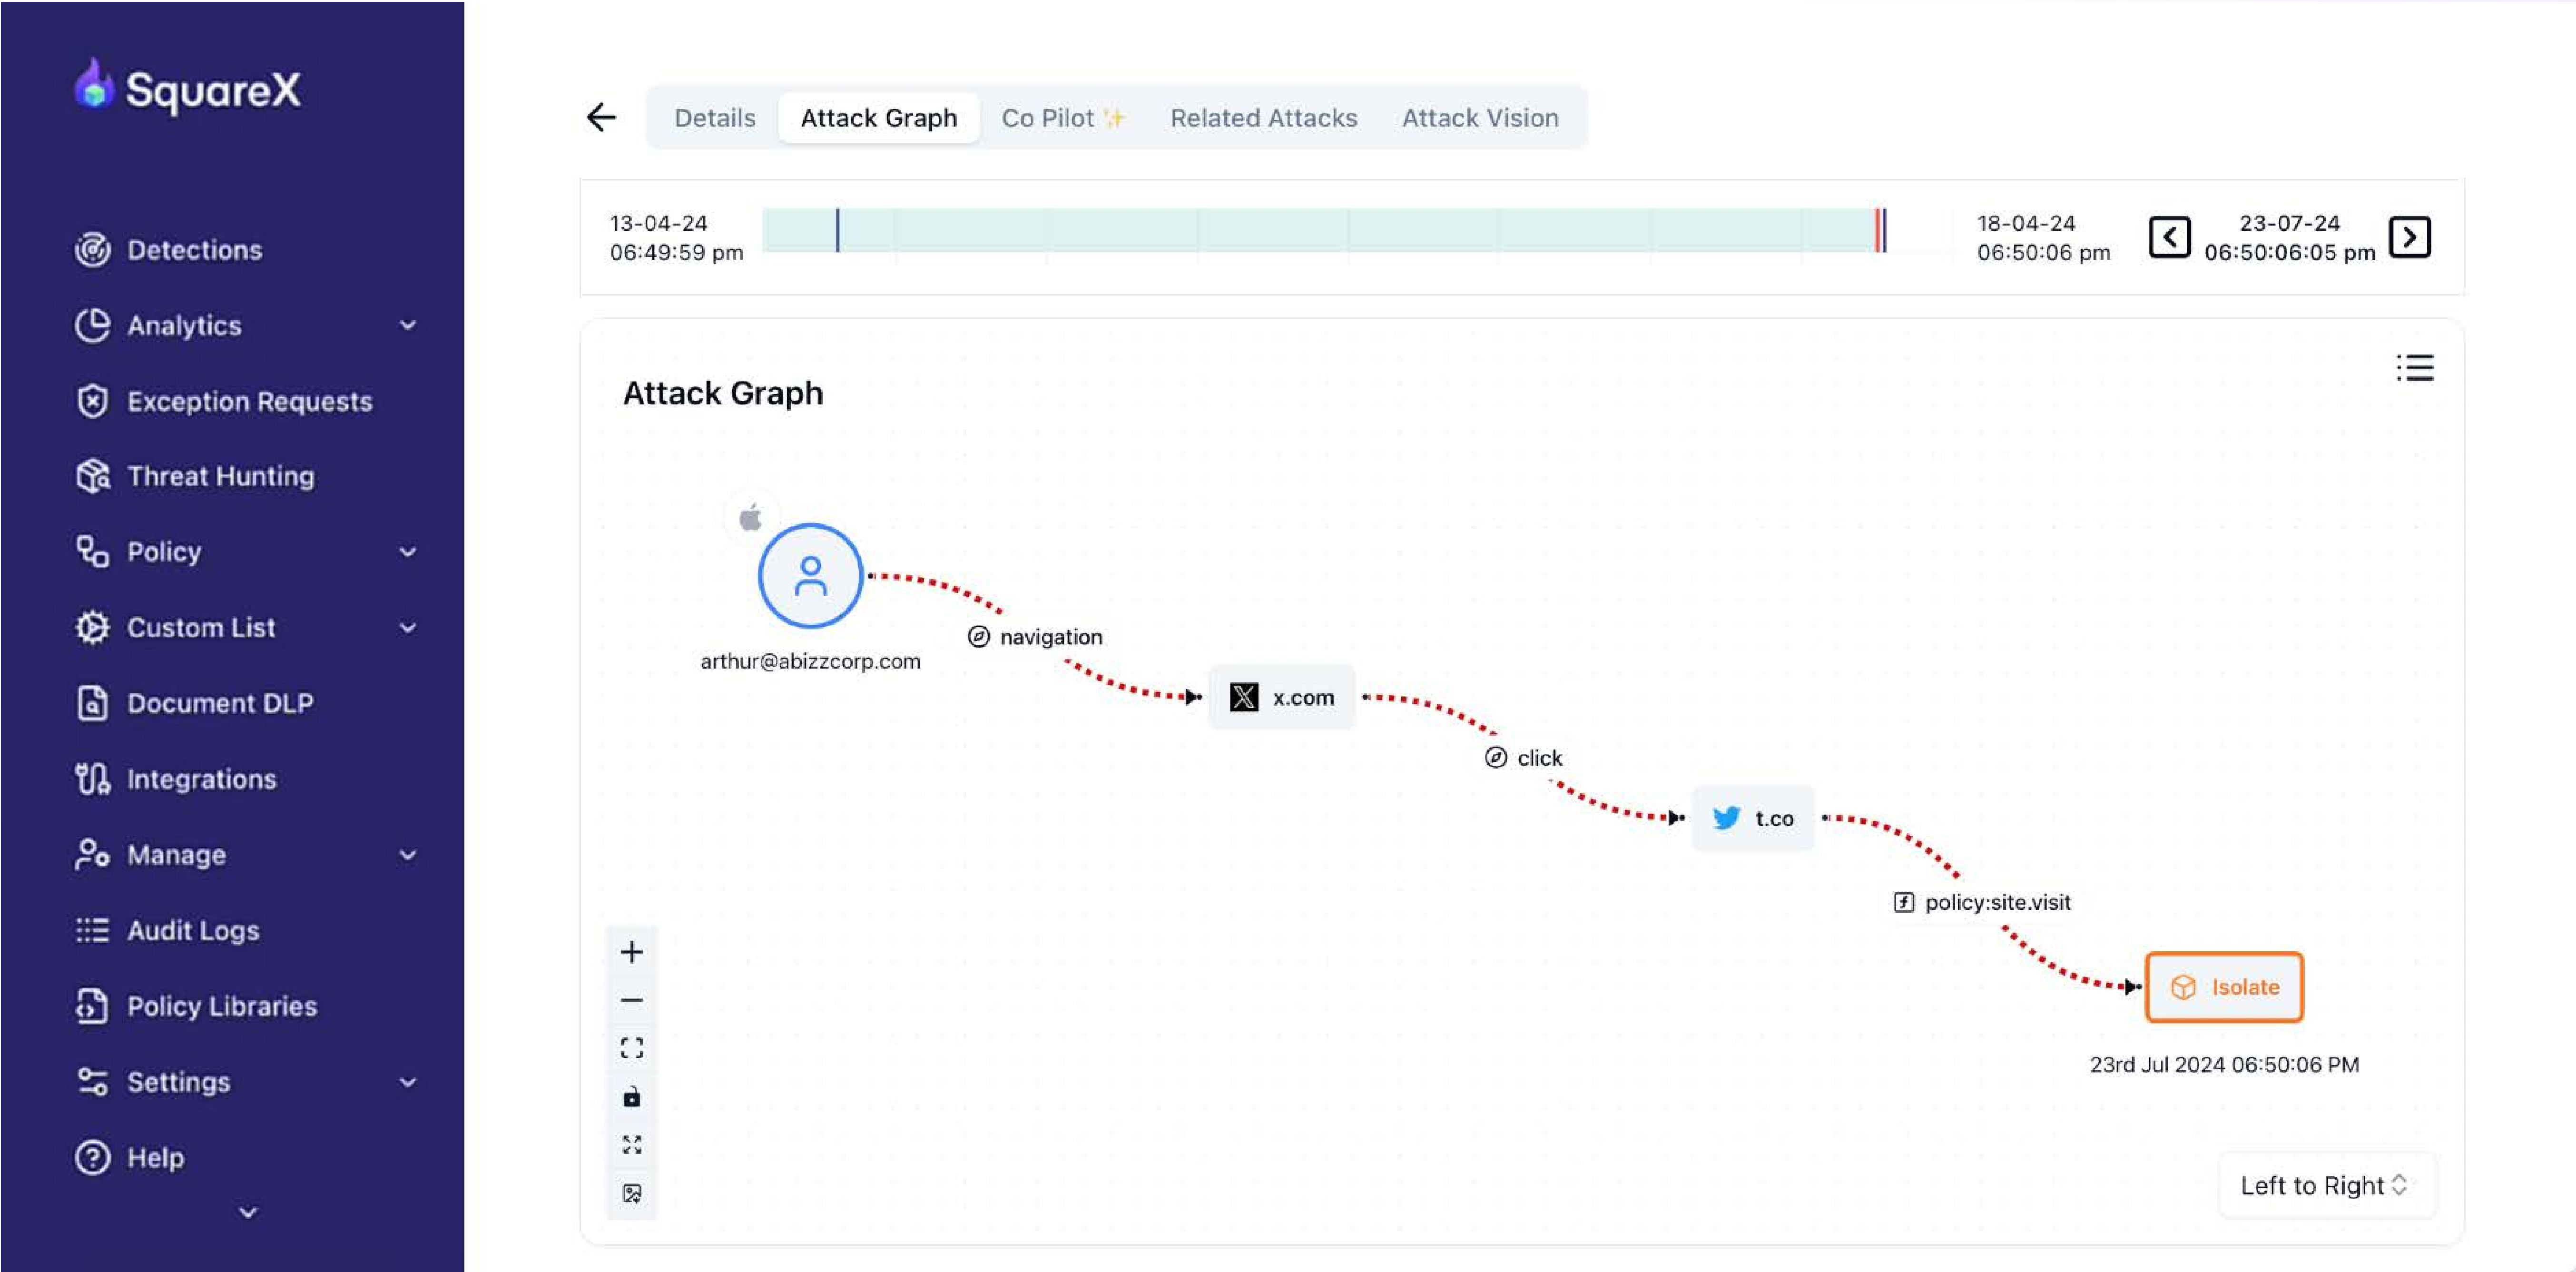 SquareX
Detections
Analytics
Exception Requests
Threat Hunting
Policy
Custom List
Document DLP
Integrations
Manage
Audit Logs
Policy Libraries
Settings
Help
Details
Attack Graph
Co Pilot
Related Attacks
Attack Vision
13-04-24
06:49:59 pm
18-04-24
06:50:06 pm
23-07-24
06:50:06:05 pm
Attack Graph
arthur@abizzcorp.com
navigation
x.com
click
t.co
policy:site.visit
Isolate
23rd Jul 2024 06:50:06 PM
Left to Right